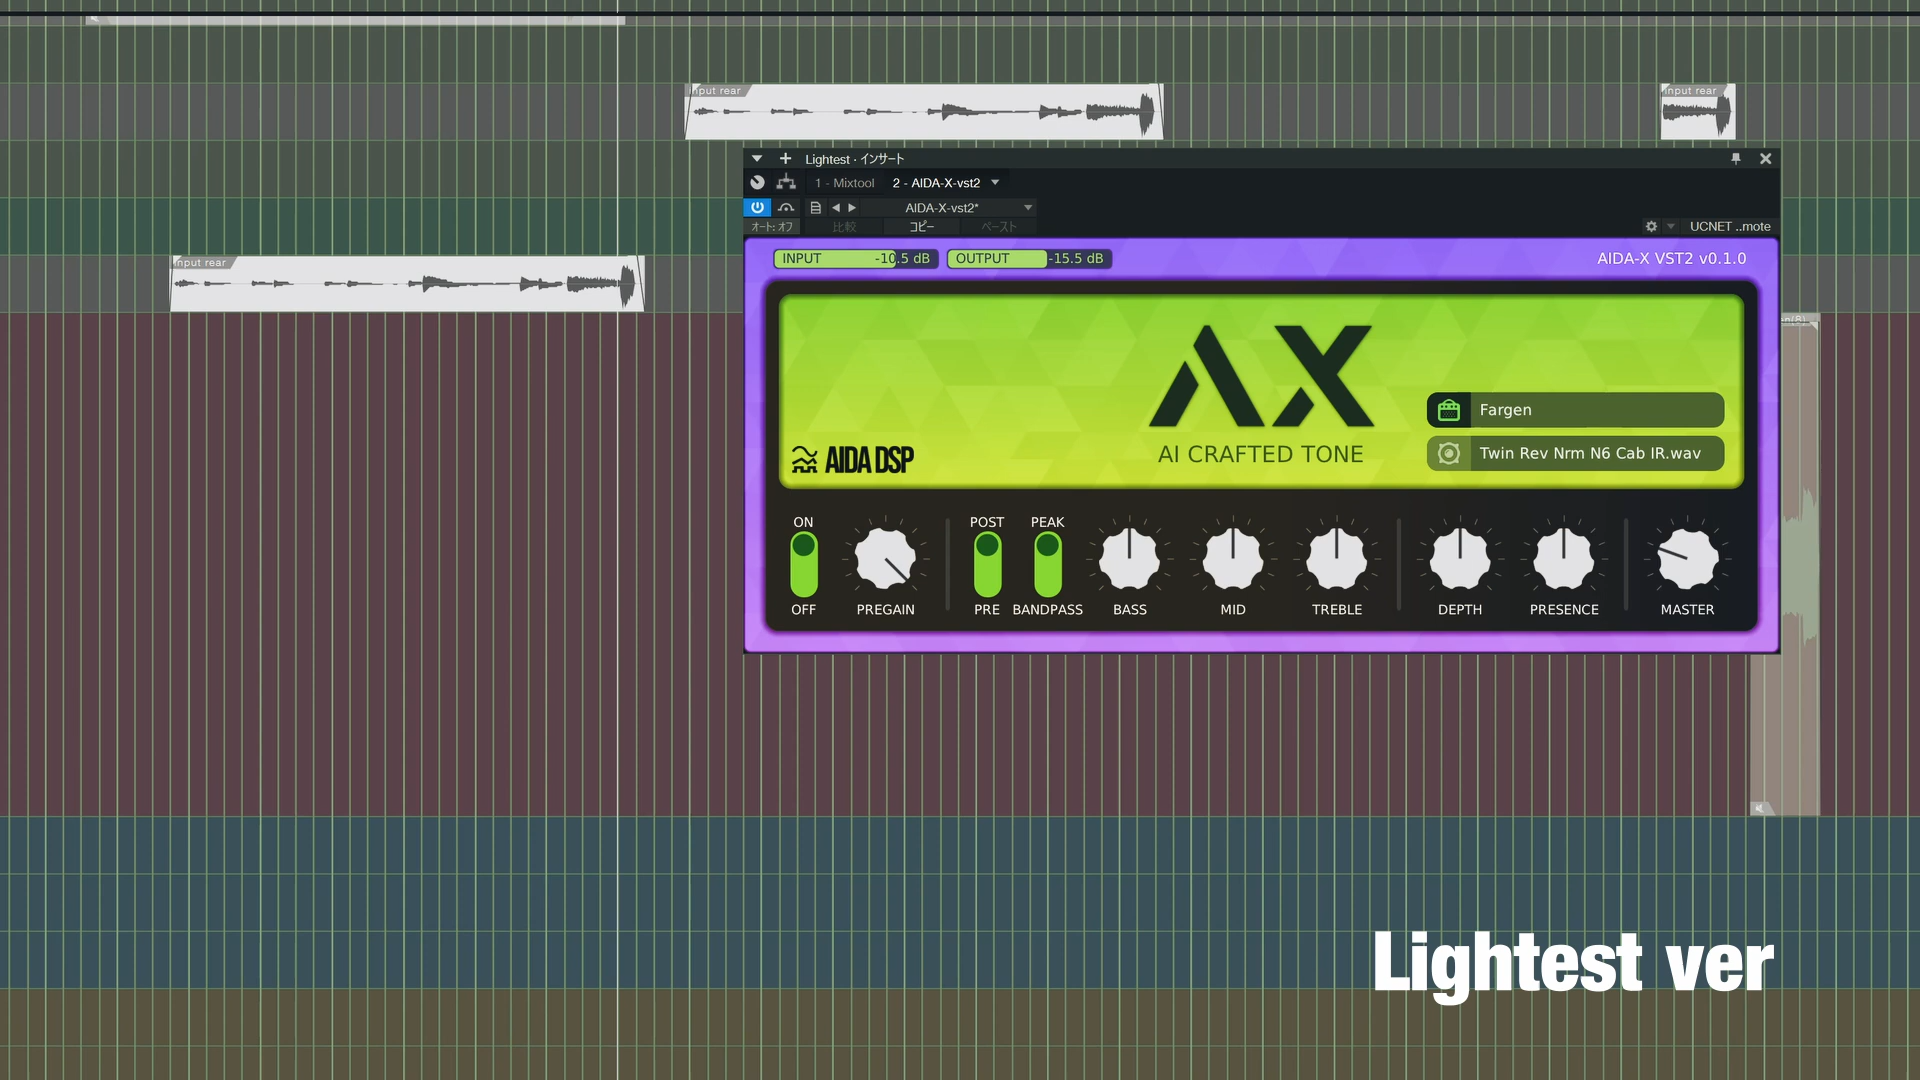 nput rear
nput rear
Lightest · インサート
1 - Mixtool
2 - AIDA-X-vst2
AIDA-X-vst2*
オート: オフ
比較
コピー
ペースト
UCNET ..mote
nput rear
INPUT -10.5 dB
OUTPUT -15.5 dB
AIDA-X VST2 v0.1.0
AX
AI CRAFTED TONE
AIDA DSP
Fargen
Twin Rev Nrm N6 Cab IR.wav
ON
OFF
PREGAIN
POST
PRE
PEAK
BANDPASS
BASS
MID
TREBLE
DEPTH
PRESENCE
MASTER
Lightest ver